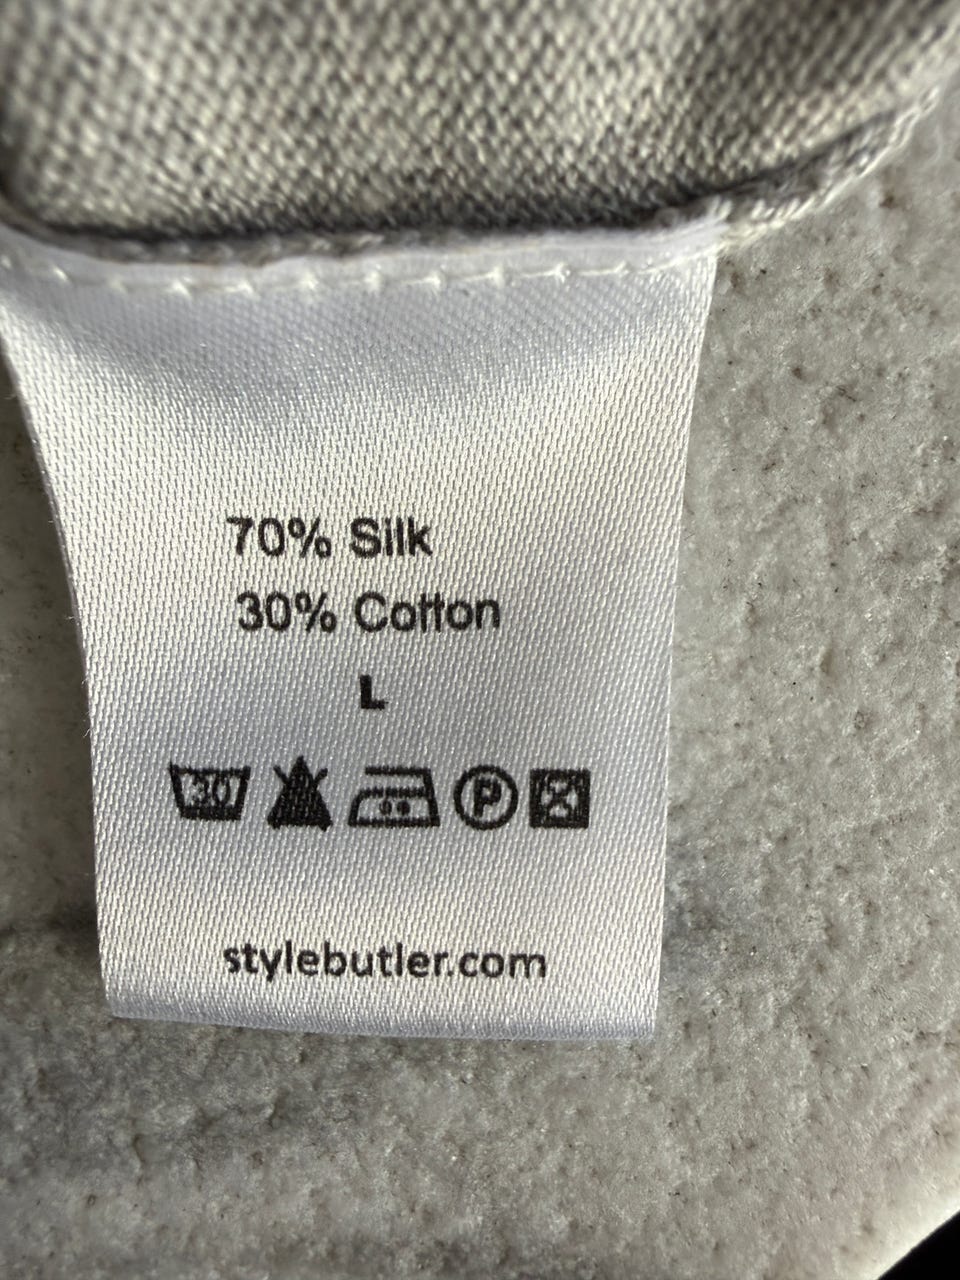 70% Silk
30% Cotton
L
30 P
stylebutler.com